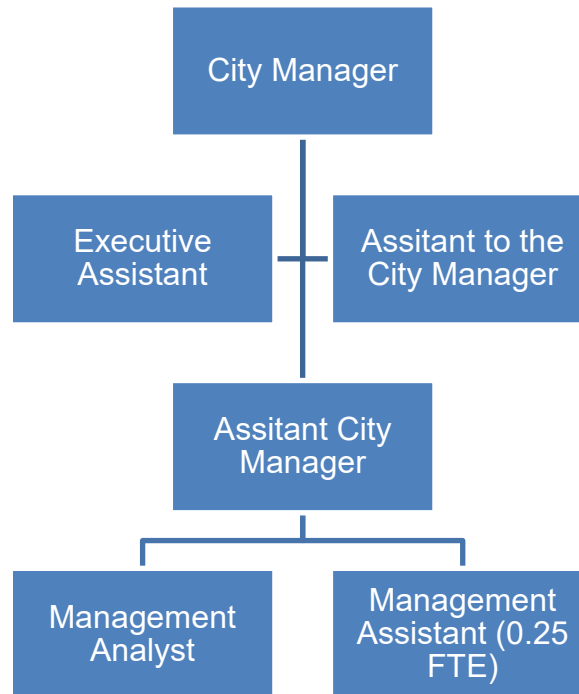 City Manager
Executive
Assistant
Assitant to the
City Manager
Assitant City
Manager
Management
Analyst
Management
Assistant (0.25
FTE)